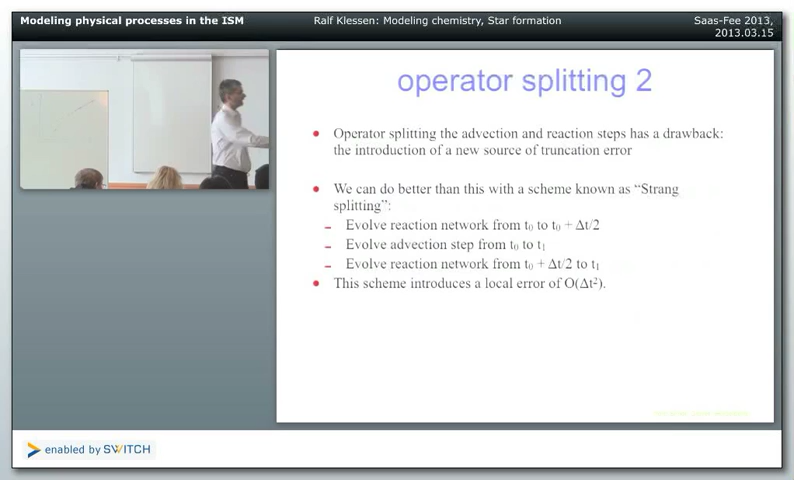 Modeling physical processes in the ISM
Ralf Klessen: Modeling chemistry, Star formation
Saas-Fee 2013,
2013.03.15
operator splitting 2
• Operator splitting the advection and reaction steps has a drawback:
the introduction of a new source of truncation error
• We can do better than this with a scheme known as “Strang
splitting”:
– Evolve reaction network from t₀ to t₀ + Δt/2
– Evolve advection step from t₀ to t₁
– Evolve reaction network from t₀ + Δt/2 to t₁
• This scheme introduces a local error of O(Δt²).
enabled by SWITCH